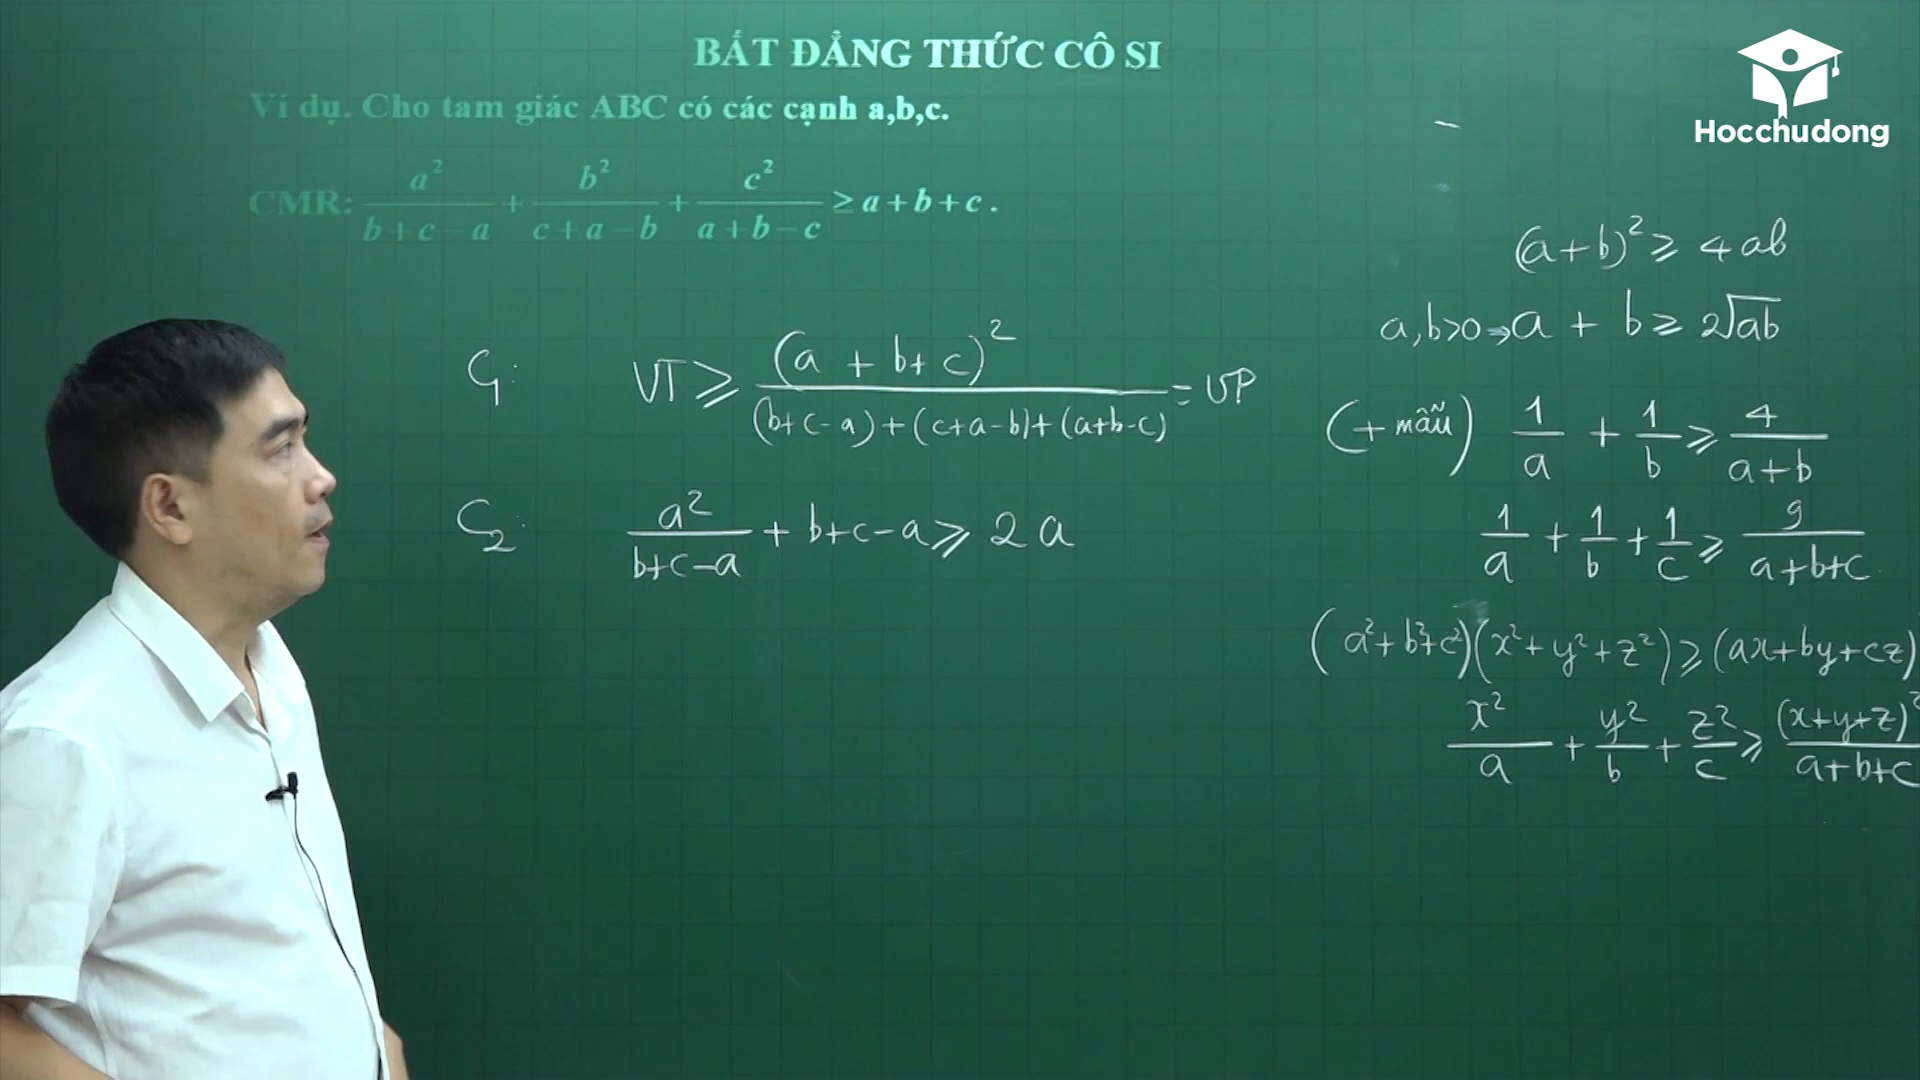 BẤT ĐẲNG THỨC CÔ SI
Hocchudong
Ví dụ. Cho tam giác ABC có các cạnh a,b,c.
CMR: a²/(b+c−a) + b²/(c+a−b) + c²/(a+b−c) ≥ a+b+c.
C1: VT ≥ (a+b+c)²/((b+c−a)+(c+a−b)+(a+b−c)) = VP
C2: a²/(b+c−a) + b+c−a ≥ 2a
(a+b)² ≥ 4ab
a,b>0 ⇒ a + b ≥ 2√ab
(+ mẫu) 1/a + 1/b ≥ 4/(a+b)
1/a + 1/b + 1/c ≥ 9/(a+b+c)
(a²+b²+c²)(x²+y²+z²) ≥ (ax+by+cz)
x²/a + y²/b + z²/c ≥ (x+y+z)²/(a+b+c)